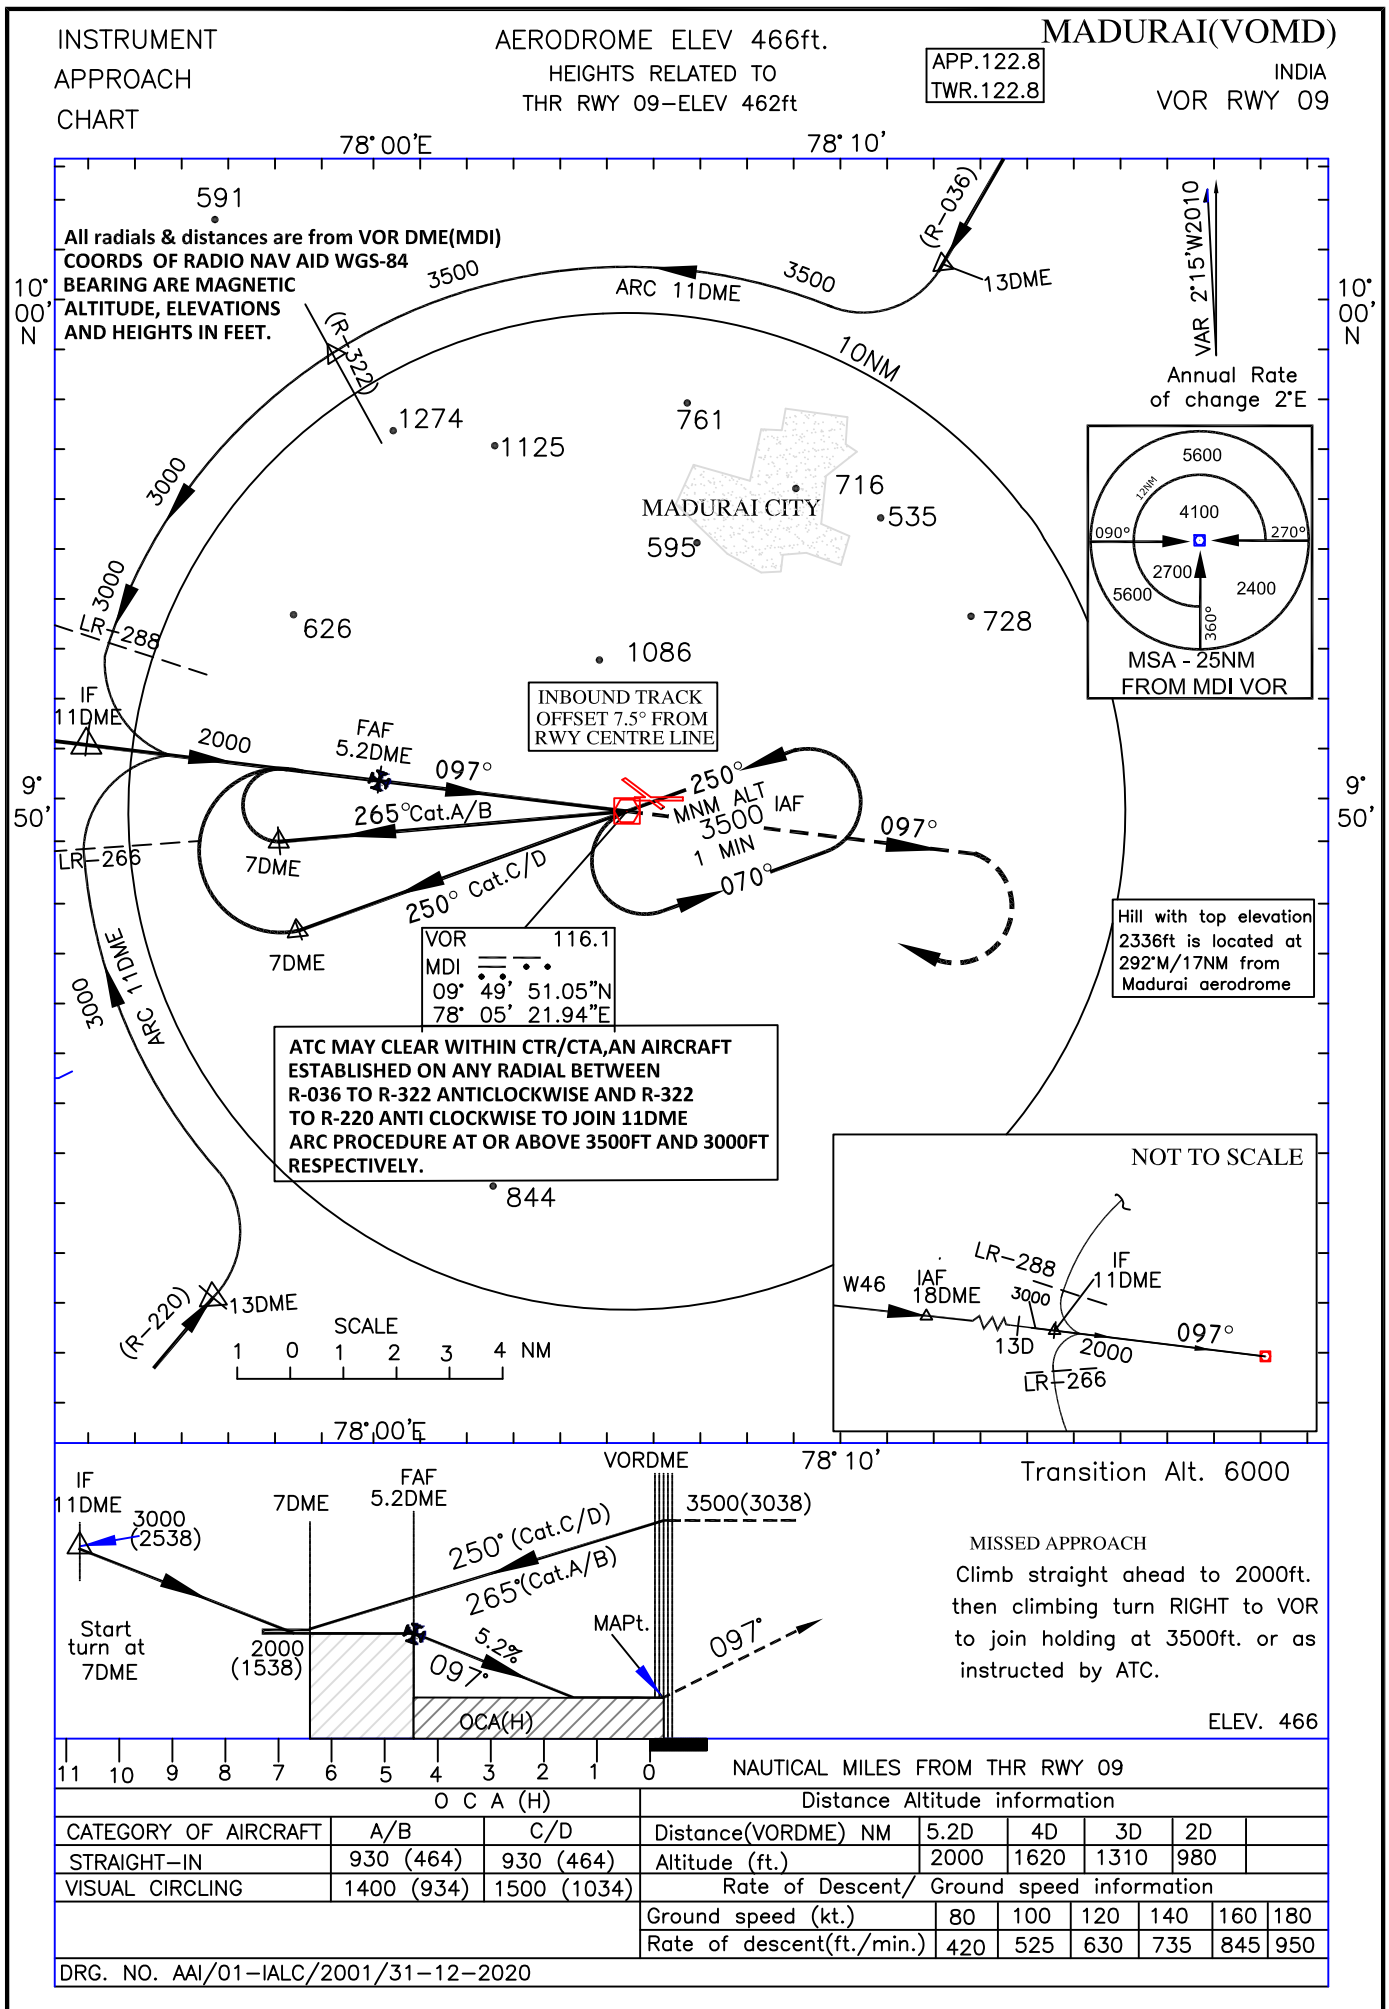 INSTRUMENT
APPROACH
CHART
AERODROME ELEV 466ft.
HEIGHTS RELATED TO
THR RWY 09-ELEV 462ft
APP.122.8
TWR.122.8
MADURAI(VOMD)
INDIA
VOR RWY 09
78°00'E
78°10'
591
All radials & distances are from VOR DME(MDI)
COORDS OF RADIO NAV AID WGS-84
BEARING ARE MAGNETIC
ALTITUDE, ELEVATIONS
AND HEIGHTS IN FEET.
10°
00'
N
10°
00'
N
3500
ARC 11DME
3500
(R-036)
13DME
VAR 2°15'W2010
Annual Rate
of change 2'E
(R-322)
10NM
1274
1125
761
716
MADURAI CITY
535
595
3000
3000
LR-288
626
1086
728
5600
12NM
4100
090°
270°
2700
5600
2400
360°
MSA - 25NM
FROM MDI VOR
INBOUND TRACK
OFFSET 7.5° FROM
RWY CENTRE LINE
IF
11DME
2000
FAF
5.2DME
097°
9°
50'
9°
50'
265°Cat.A/B
250°
MNM ALT
3500 IAF
1 MIN
070°
097°
LR-266
7DME
250° Cat.C/D
7DME
ARC 11DME
3000
VOR 116.1
MDI
09° 49' 51.05"N
78° 05' 21.94"E
Hill with top elevation
2336ft is located at
292°M/17NM from
Madurai aerodrome
ATC MAY CLEAR WITHIN CTR/CTA,AN AIRCRAFT
ESTABLISHED ON ANY RADIAL BETWEEN
R-036 TO R-322 ANTICLOCKWISE AND R-322
TO R-220 ANTI CLOCKWISE TO JOIN 11DME
ARC PROCEDURE AT OR ABOVE 3500FT AND 3000FT
RESPECTIVELY.
844
(R-220)
13DME
SCALE
1 0 1 2 3 4 NM
NOT TO SCALE
W46
IAF
18DME
LR-288
3000
13D
IF
11DME
2000
097°
LR-266
78°00'E
78°10'
IF
11DME
3000
(2538)
7DME
FAF
5.2DME
VORDME
3500(3038)
250° (Cat.C/D)
265°(Cat.A/B)
Start
turn at
7DME
2000
(1538)
5.2%
097°
MAPt.
097°
OCA(H)
Transition Alt. 6000
MISSED APPROACH
Climb straight ahead to 2000ft.
then climbing turn RIGHT to VOR
to join holding at 3500ft. or as
instructed by ATC.
ELEV. 466
11 10 9 8 7 6 5 4 3 2 1 0
NAUTICAL MILES FROM THR RWY 09
O C A (H)
CATEGORY OF AIRCRAFT A/B C/D
STRAIGHT-IN 930 (464) 930 (464)
VISUAL CIRCLING 1400 (934) 1500 (1034)
Distance Altitude information
Distance(VORDME) NM 5.2D 4D 3D 2D
Altitude (ft.) 2000 1620 1310 980
Rate of Descent/ Ground speed information
Ground speed (kt.) 80 100 120 140 160 180
Rate of descent(ft./min.) 420 525 630 735 845 950
DRG. NO. AAI/01-IALC/2001/31-12-2020